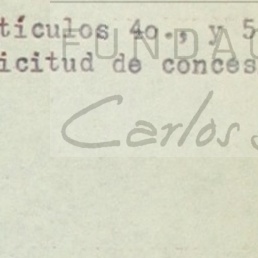 tículos 4o., y 5
FUNDA
icitud de conces
Carlos